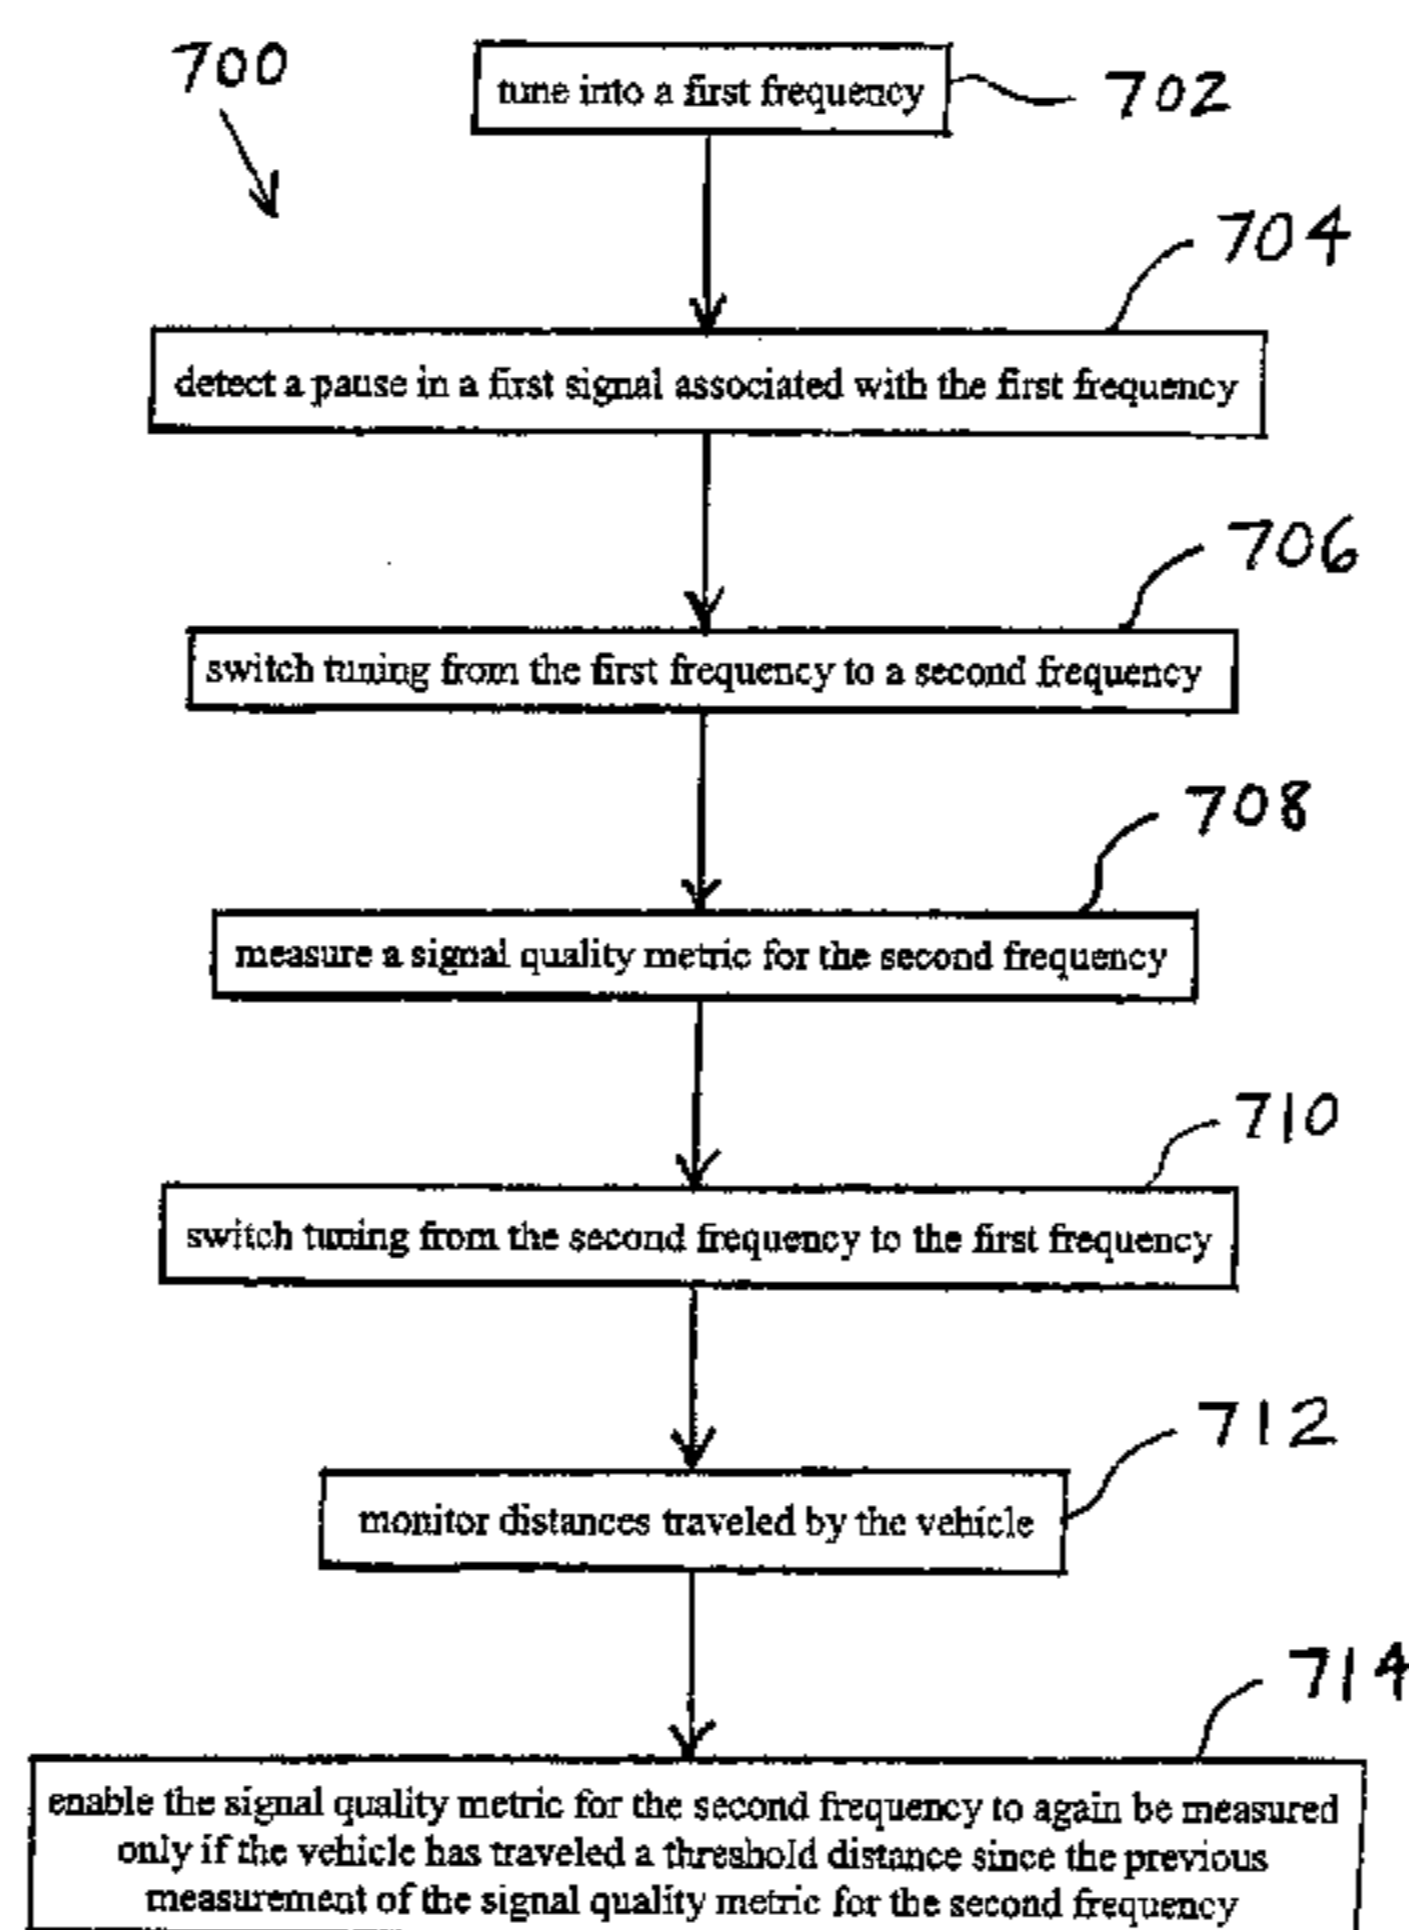 700
tune into a first frequency
702
704
detect a pause in a first signal associated with the first frequency
706
switch tuning from the first frequency to a second frequency
708
measure a signal quality metric for the second frequency
710
switch tuning from the second frequency to the first frequency
712
monitor distances traveled by the vehicle
714
enable the signal quality metric for the second frequency to again be measured
only if the vehicle has traveled a threshold distance since the previous
measurement of the signal quality metric for the second frequency